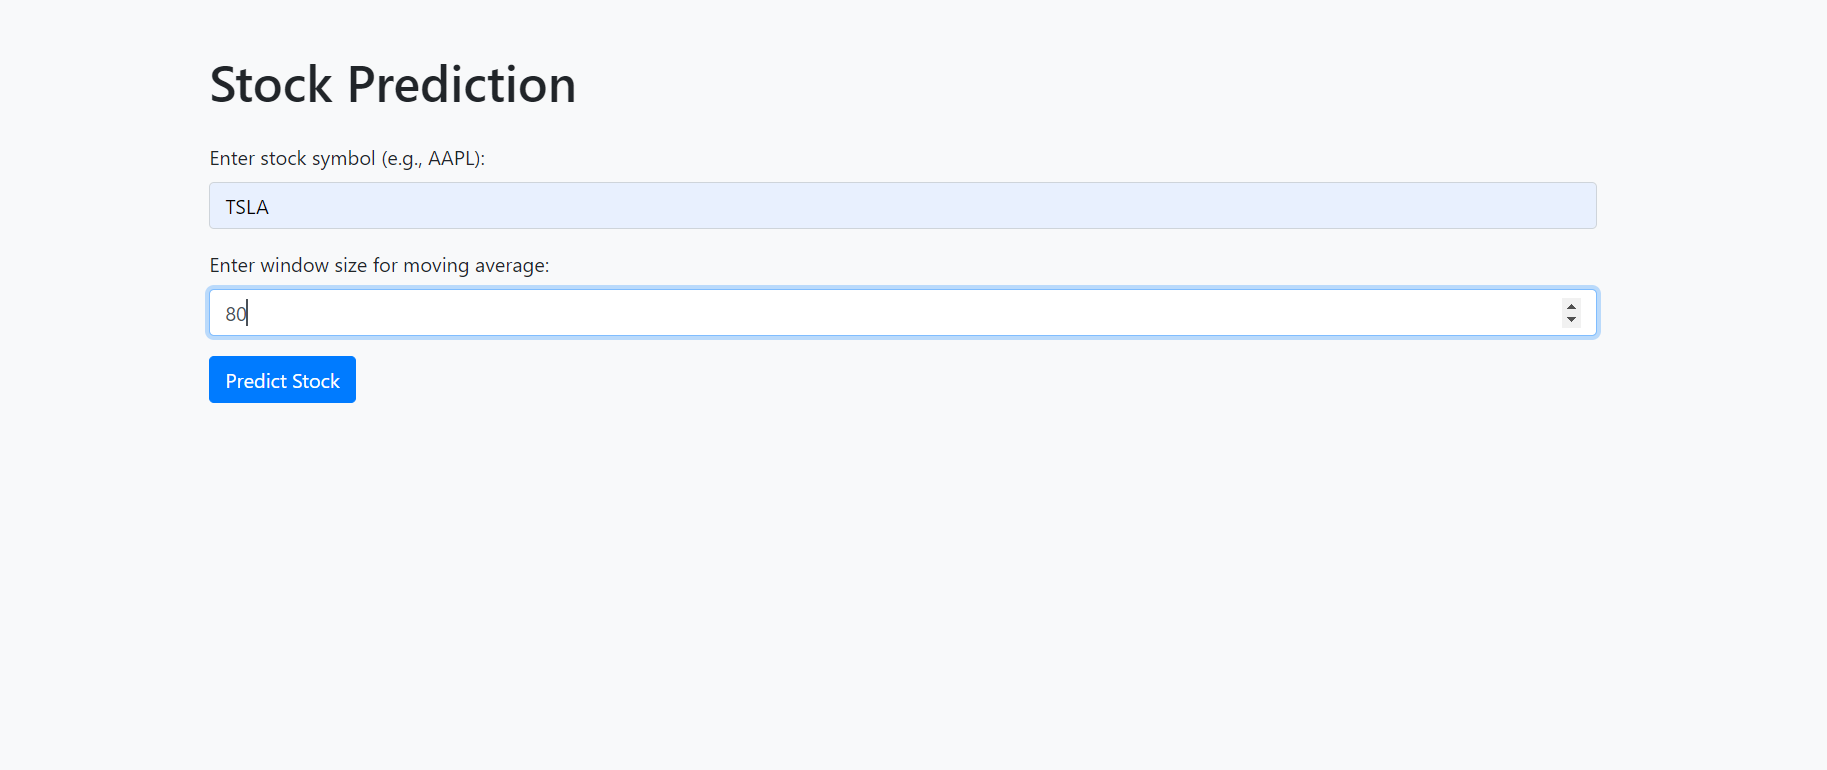 Stock Prediction
Enter stock symbol (e.g., AAPL):
TSLA
Enter window size for moving average:
80
Predict Stock